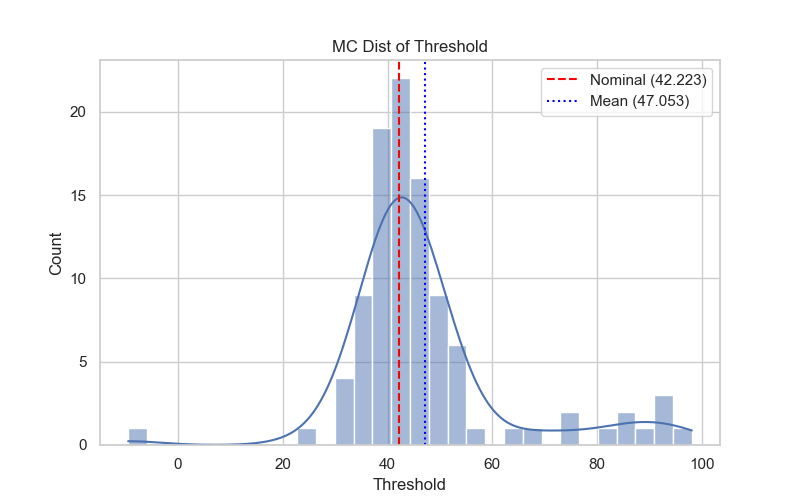 MC Dist of Threshold
Nominal (42.223)
Mean (47.053)
Count
20
15
10
5
0
0 20 40 60 80 100
Threshold